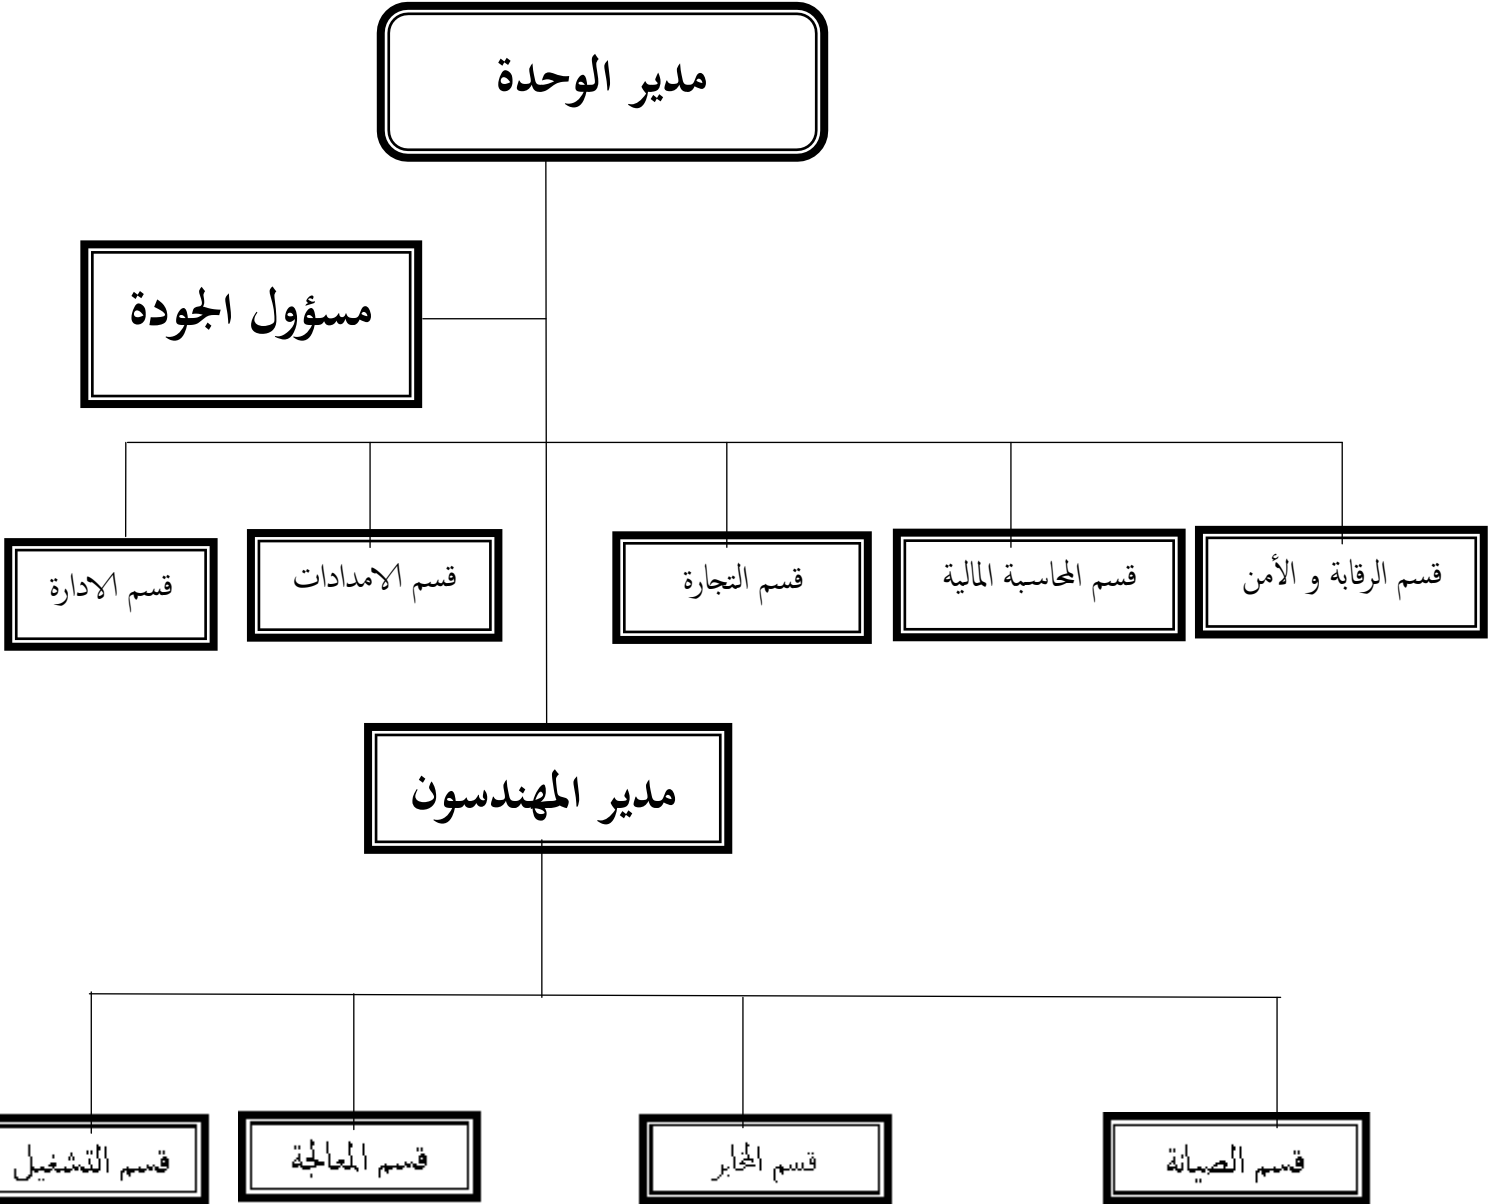 مدير الوحدة
مسؤول الجودة
قسم الرقابة و الأمن
قسم المحاسبة المالية
قسم التجارة
قسم الامدادات
قسم الادارة
مدير المهندسون
قسم الصيانة
قسم المخابر
قسم المعالجة
قسم التشغيل